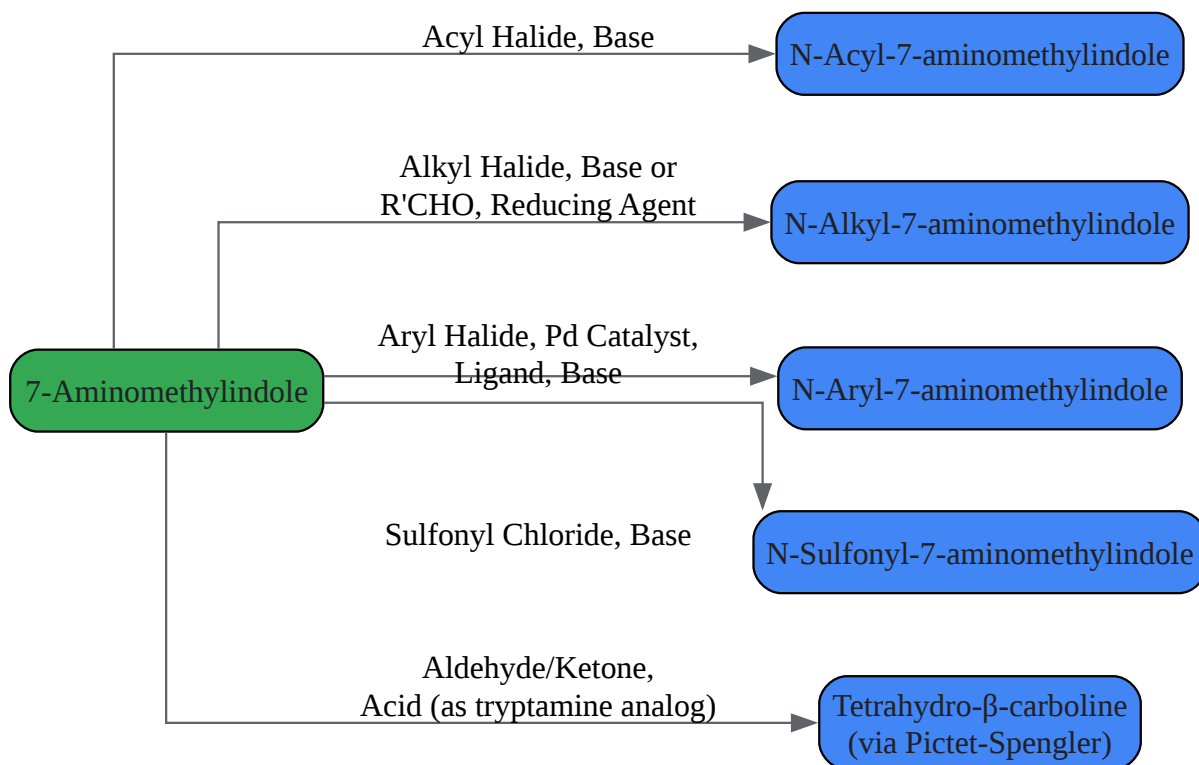 Acyl Halide, Base
N-Acyl-7-aminomethylindole
Alkyl Halide, Base or
R'CHO, Reducing Agent
N-Alkyl-7-aminomethylindole
Aryl Halide, Pd Catalyst,
Ligand, Base
7-Aminomethylindole
N-Aryl-7-aminomethylindole
Sulfonyl Chloride, Base
N-Sulfonyl-7-aminomethylindole
Aldehyde/Ketone,
Acid (as tryptamine analog)
Tetrahydro-β-carboline
(via Pictet-Spengler)